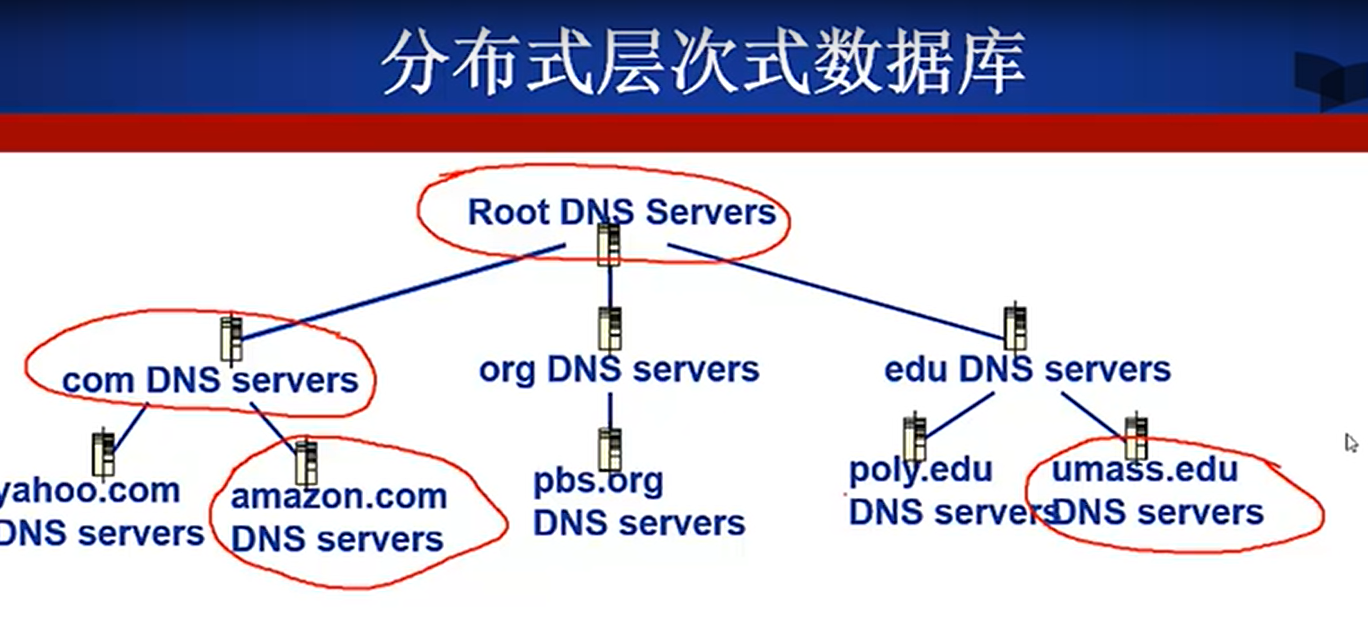 分布式层次式数据库
Root DNS Servers
com DNS servers
org DNS servers
edu DNS servers
yahoo.com
DNS servers
amazon.com
DNS servers
pbs.org
DNS servers
poly.edu
DNS servers
umass.edu
DNS servers